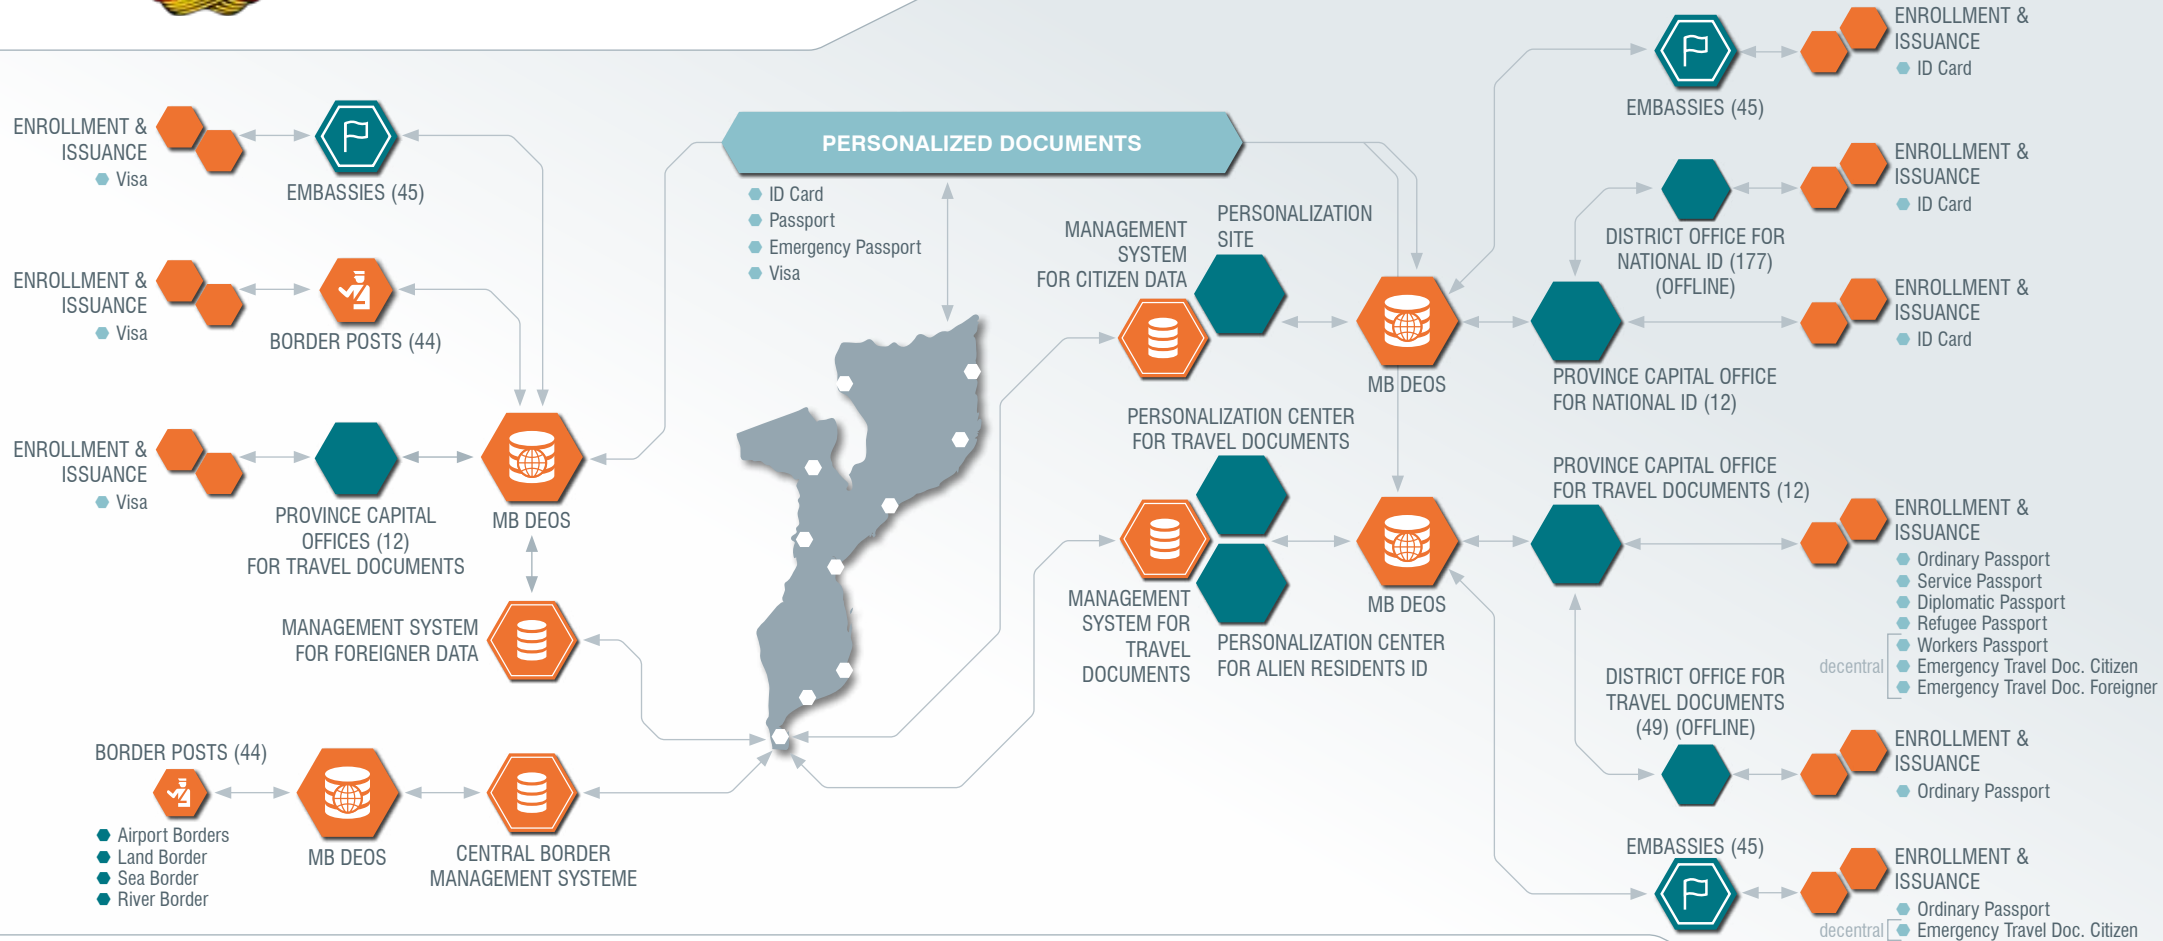 ENROLLMENT &
ISSUANCE
Visa
EMBASSIES (45)
ENROLLMENT &
ISSUANCE
Visa
BORDER POSTS (44)
ENROLLMENT &
ISSUANCE
Visa
PROVINCE CAPITAL
OFFICES (12)
FOR TRAVEL DOCUMENTS
MB DEOS
MANAGEMENT SYSTEM
FOR FOREIGNER DATA
BORDER POSTS (44)
Airport Borders
Land Border
Sea Border
River Border
MB DEOS
CENTRAL BORDER
MANAGEMENT SYSTEME
PERSONALIZED DOCUMENTS
ID Card
Passport
Emergency Passport
Visa
MANAGEMENT
SYSTEM
FOR CITIZEN DATA
PERSONALIZATION
SITE
MB DEOS
PERSONALIZATION CENTER
FOR TRAVEL DOCUMENTS
MANAGEMENT
SYSTEM FOR
TRAVEL
DOCUMENTS
PERSONALIZATION CENTER
FOR ALIEN RESIDENTS ID
MB DEOS
EMBASSIES (45)
ENROLLMENT &
ISSUANCE
ID Card
DISTRICT OFFICE FOR
NATIONAL ID (177)
(OFFLINE)
ENROLLMENT &
ISSUANCE
ID Card
PROVINCE CAPITAL OFFICE
FOR NATIONAL ID (12)
ENROLLMENT &
ISSUANCE
ID Card
PROVINCE CAPITAL OFFICE
FOR TRAVEL DOCUMENTS (12)
ENROLLMENT &
ISSUANCE
Ordinary Passport
Service Passport
Diplomatic Passport
Refugee Passport
Workers Passport
decentral
Emergency Travel Doc. Citizen
Emergency Travel Doc. Foreigner
DISTRICT OFFICE FOR
TRAVEL DOCUMENTS
(49) (OFFLINE)
ENROLLMENT &
ISSUANCE
Ordinary Passport
EMBASSIES (45)
ENROLLMENT &
ISSUANCE
Ordinary Passport
decentral
Emergency Travel Doc. Citizen